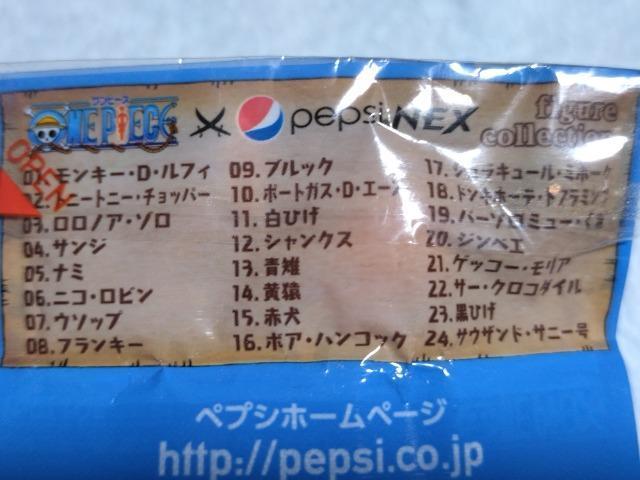 ワンピース
ONE PIECE × pepsi NEX figure collection
OPEN
モンキー・D・ルフィ
ニートニー・チョッパー
03. ロロノア・ゾロ
04. サンジ
05. ナミ
06. ニコ・ロビン
07. ウソップ
08. フランキー
09. ブルック
10. ポートガス・D・エース
11. 白ひげ
12. シャンクス
13. 青雉
14. 黄猿
15. 赤犬
16. ボア・ハンコック
17. ジュラキュール・ミホーク
18. ドンキホーテ・ドフラミンゴ
19. バーソロミュー・くま
20. ジンベエ
21. ゲッコー・モリア
22. サー・クロコダイル
23. 黒ひげ
24. サウザンド・サニー号
ペプシホームページ
http://pepsi.co.jp